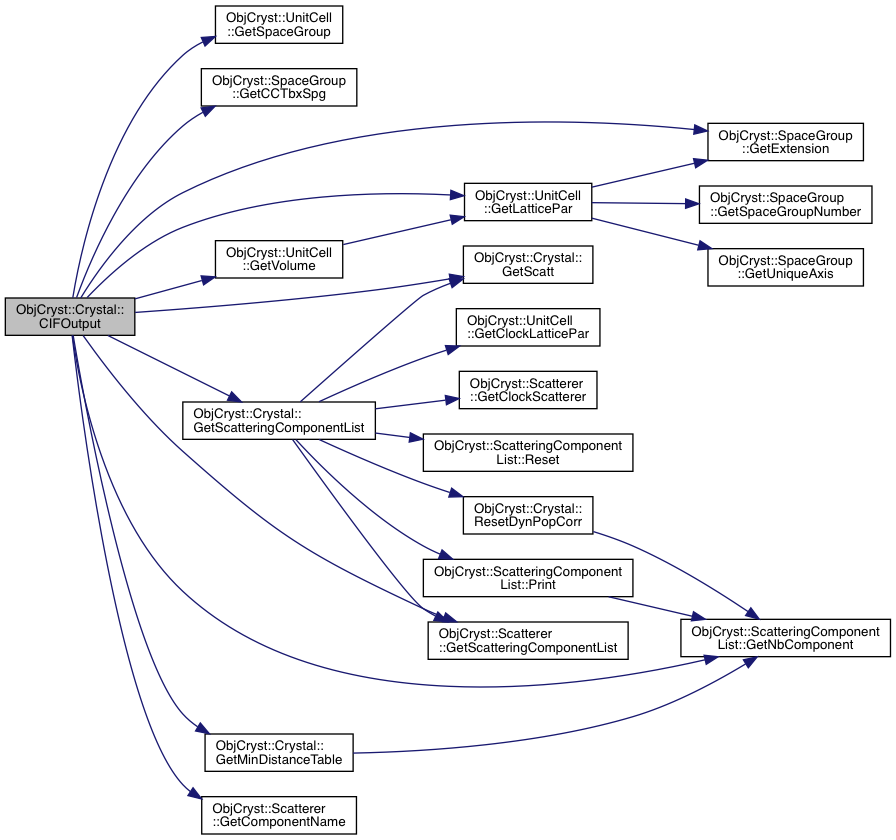 ObjCryst::UnitCell
::GetSpaceGroup
ObjCryst::SpaceGroup
::GetCCTbxSpg
ObjCryst::SpaceGroup
::GetExtension
ObjCryst::UnitCell
::GetLatticePar
ObjCryst::SpaceGroup
::GetSpaceGroupNumber
ObjCryst::UnitCell
::GetVolume
ObjCryst::Crystal::
GetScatt
ObjCryst::SpaceGroup
::GetUniqueAxis
ObjCryst::Crystal::
CIFOutput
ObjCryst::UnitCell
::GetClockLatticePar
ObjCryst::Scatterer
::GetClockScatterer
ObjCryst::Crystal::
GetScatteringComponentList
ObjCryst::ScatteringComponent
List::Reset
ObjCryst::Crystal::
ResetDynPopCorr
ObjCryst::ScatteringComponent
List::Print
ObjCryst::Scatterer
::GetScatteringComponentList
ObjCryst::ScatteringComponent
List::GetNbComponent
ObjCryst::Crystal::
GetMinDistanceTable
ObjCryst::Scatterer
::GetComponentName